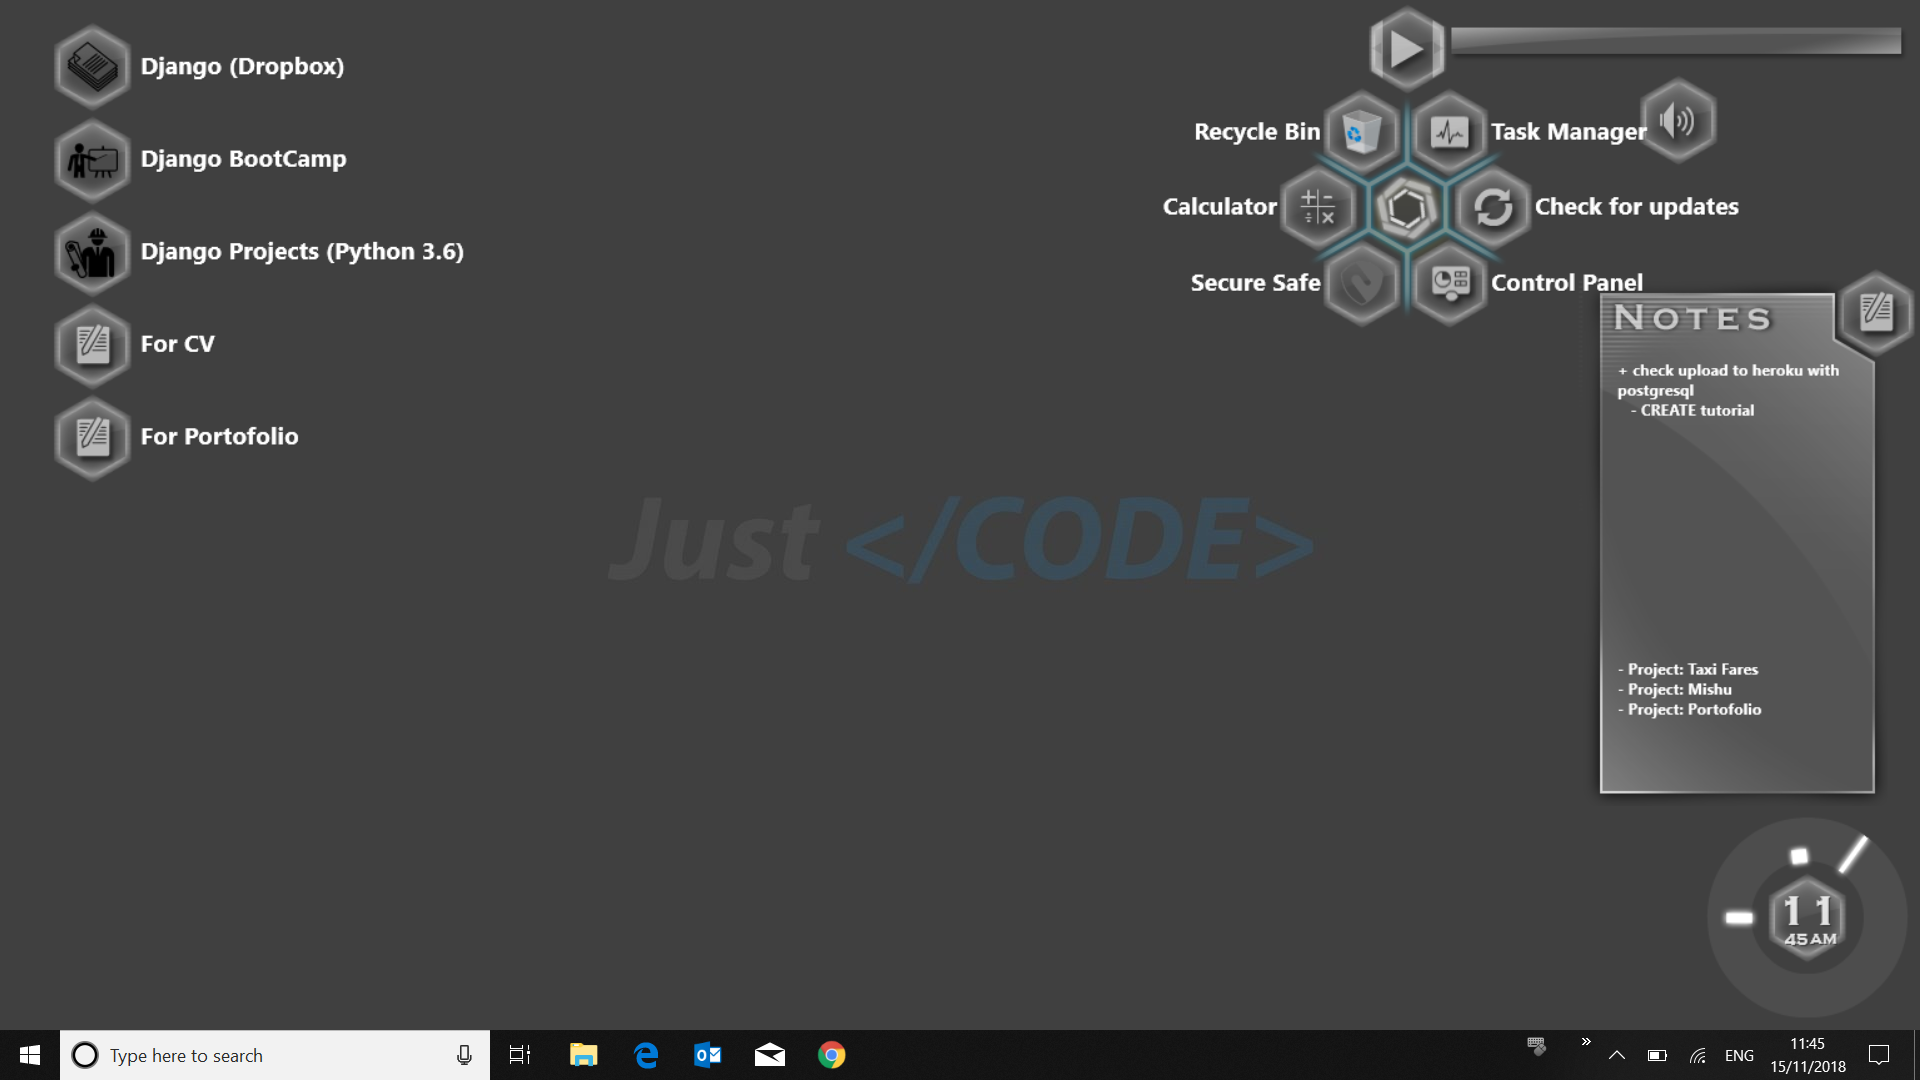 Django (Dropbox)
Django BootCamp
Django Projects (Python 3.6)
For CV
For Portofolio
Recycle Bin
Task Manager
Calculator
Check for updates
Secure Safe
Control Panel
NOTES
+ check upload to heroku with
postgresql
- CREATE tutorial
- Project: Taxi Fares
- Project: Mishu
- Project: Portofolio
Just </CODE>
11
45 AM
Type here to search
ENG
11:45
15/11/2018